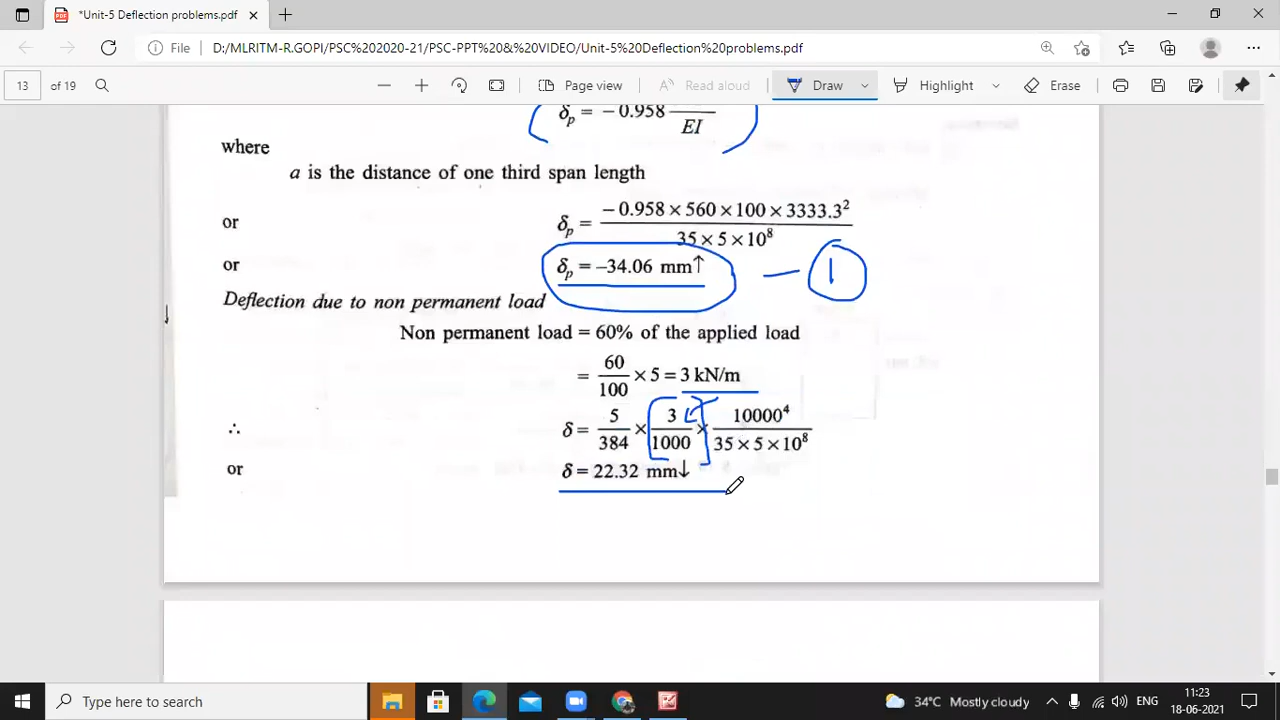 *Unit-5 Deflection problems.pdf
File D:/MLRITM-R.GOPI/PSC%202020-21/PSC-PPT%20&%20VIDEO/Unit-5%20Deflection%20problems.pdf
13 of 19 Page view Read aloud Draw Highlight Erase
δp = − 0.958 / EI
where
a is the distance of one third span length
or δp = − 0.958 × 560 × 100 × 3333.3² / 35 × 5 × 10⁸
or δp = −34.06 mm↑ — 1
Deflection due to non permanent load
Non permanent load = 60% of the applied load
= 60/100 × 5 = 3 kN/m
∴ δ = 5/384 × [3/1000] × 10000⁴ / 35 × 5 × 10⁸
or δ = 22.32 mm↓
Type here to search
34°C Mostly cloudy ENG 11:23
18-06-2021